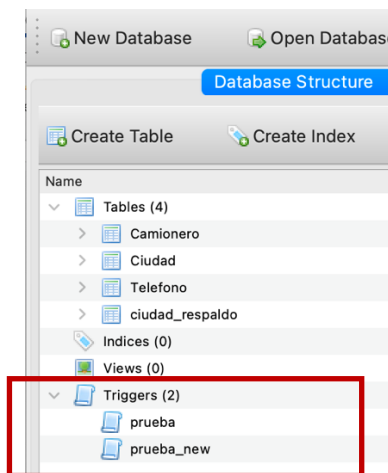 New Database Open Databas
Database Structure
Create Table Create Index
Name
Tables (4)
Camionero
Ciudad
Telefono
ciudad_respaldo
Indices (0)
Views (0)
Triggers (2)
prueba
prueba_new